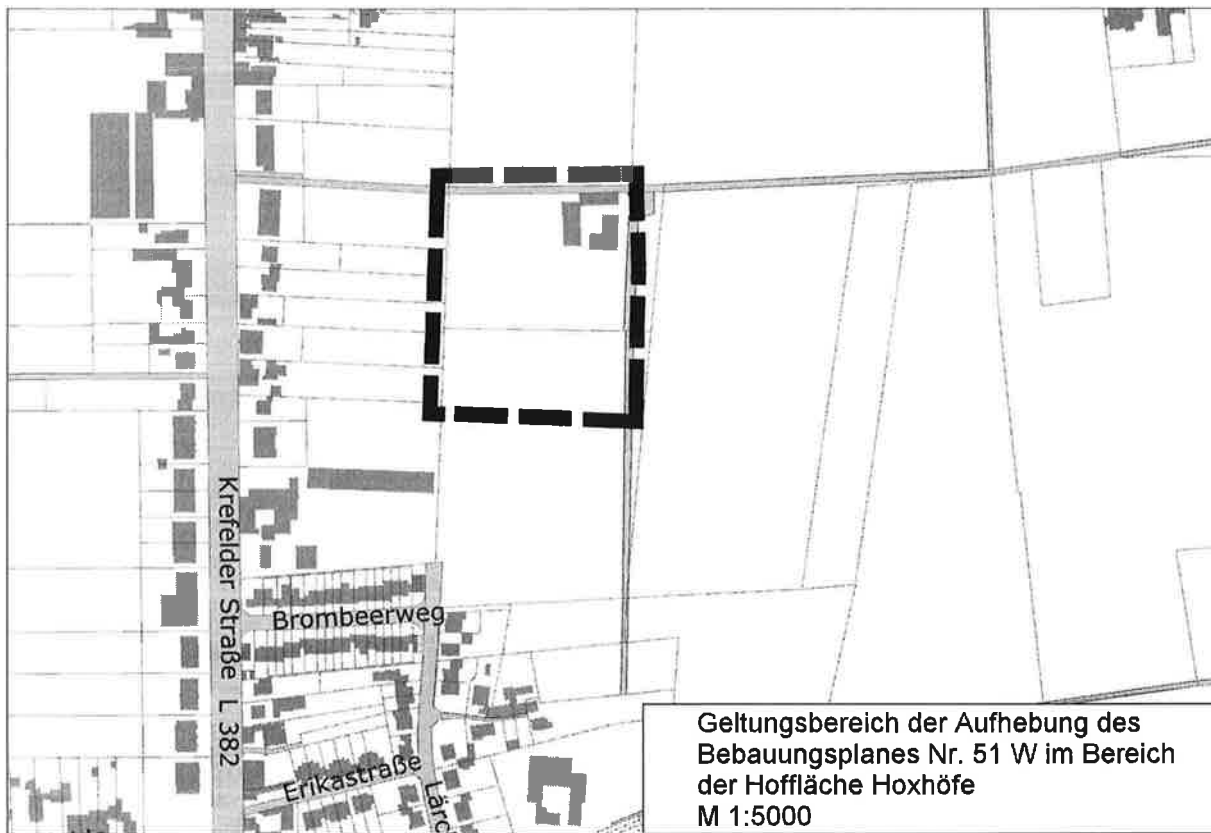 Krefelder Straße L 382
Brombeerweg
Erikastraße
Geltungsbereich der Aufhebung des
Bebauungsplanes Nr. 51 W im Bereich
der Hoffläche Hoxhöfe
M 1:5000